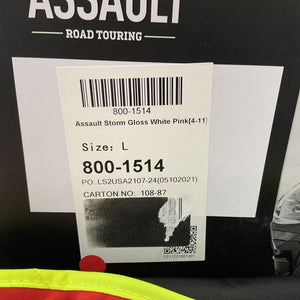 ASSAULT
ROAD TOURING
800-1514
Assault Storm Gloss White Pink[4-11]
Size: L
800-1514
PO: LS2USA2107-24(05102021)
CARTON NO: 108-87